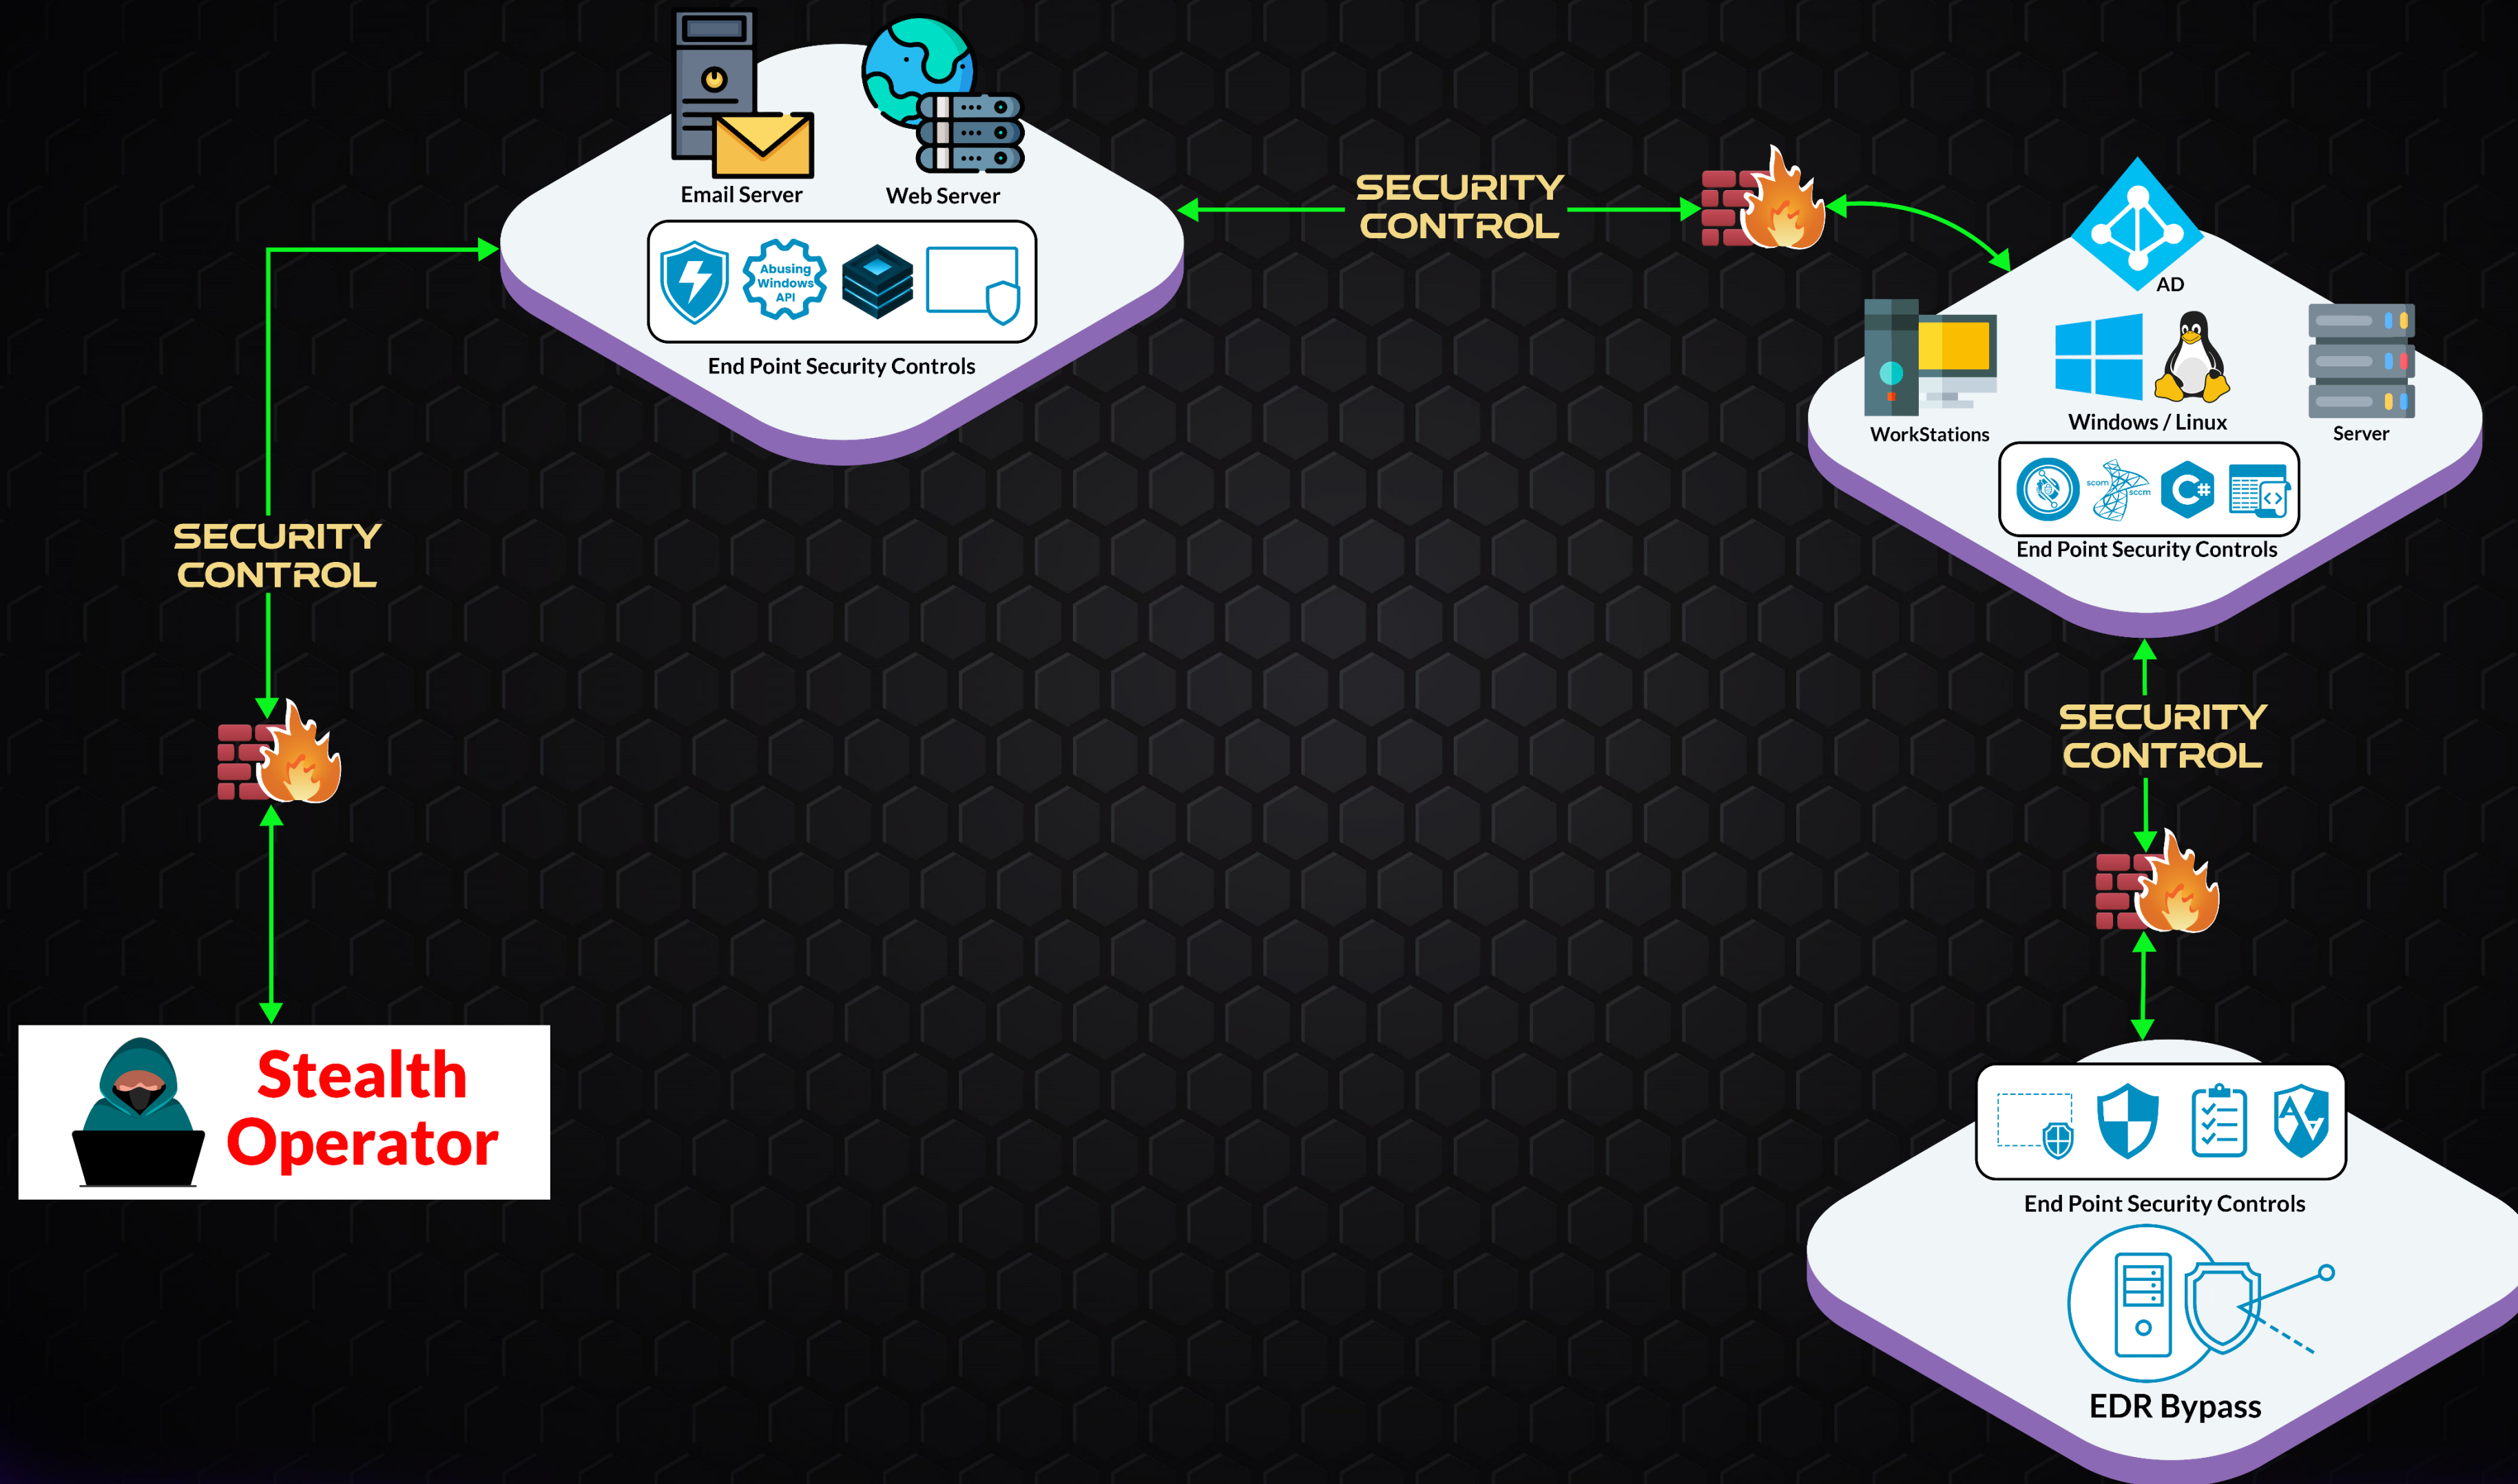 Email Server
Web Server
Abusing
Windows
API
End Point Security Controls
SECURITY
CONTROL
AD
WorkStations
Windows / Linux
Server
scom
sccm
C#
End Point Security Controls
SECURITY
CONTROL
SECURITY
CONTROL
Stealth
Operator
A
A
End Point Security Controls
EDR Bypass